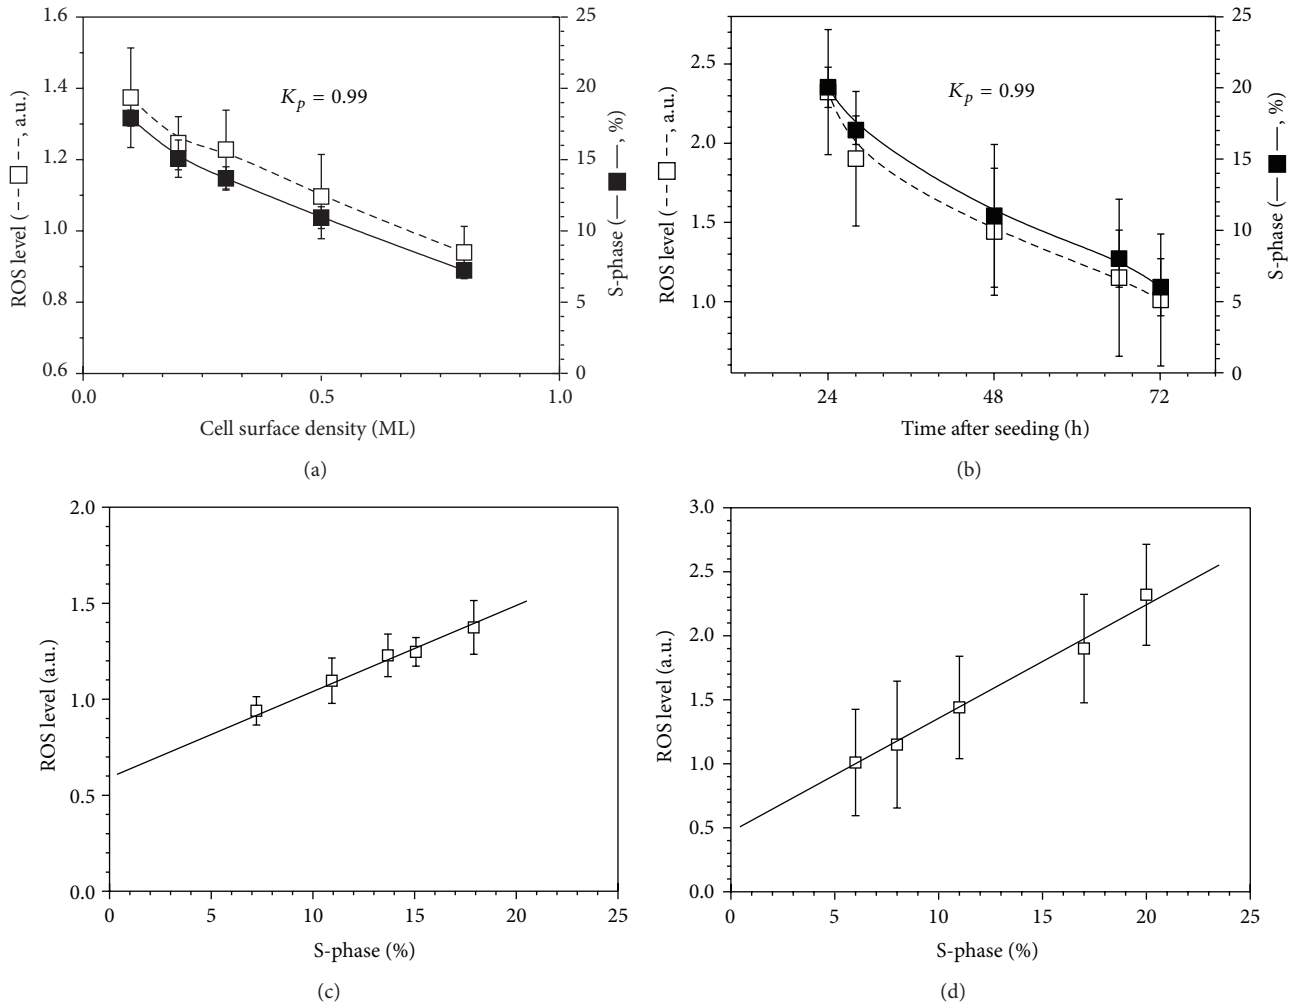 1.6
1.4
1.2
1.0
0.8
0.6
ROS level (--□--, a.u.)
K_p = 0.99
25
20
15
10
5
0
S-phase (—■—, %)
0.0 0.5 1.0
Cell surface density (ML)
(a)
2.5
2.0
1.5
1.0
ROS level (--□--, a.u.)
K_p = 0.99
25
20
15
10
5
0
S-phase (—■—, %)
24 48 72
Time after seeding (h)
(b)
2.0
1.5
1.0
0.5
0.0
ROS level (a.u.)
0 5 10 15 20 25
S-phase (%)
(c)
3.0
2.5
2.0
1.5
1.0
0.5
0.0
ROS level (a.u.)
0 5 10 15 20 25
S-phase (%)
(d)